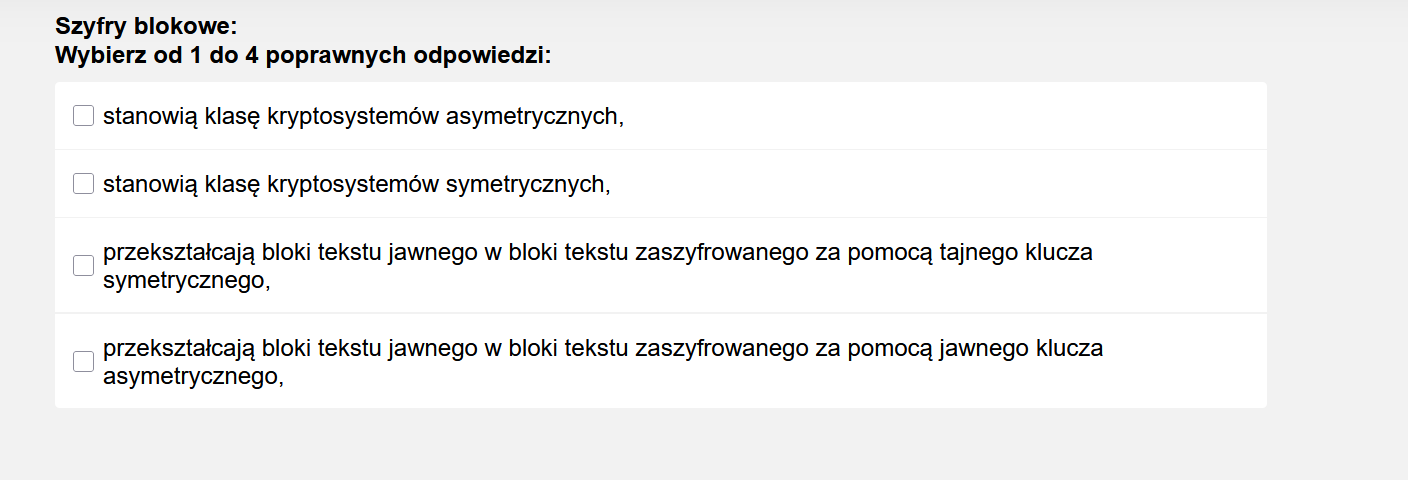 Szyfry blokowe:
Wybierz od 1 do 4 poprawnych odpowiedzi:
stanowią klasę kryptosystemów asymetrycznych,
stanowią klasę kryptosystemów symetrycznych,
przekształcają bloki tekstu jawnego w bloki tekstu zaszyfrowanego za pomocą tajnego klucza
symetrycznego,
przekształcają bloki tekstu jawnego w bloki tekstu zaszyfrowanego za pomocą jawnego klucza
asymetrycznego,